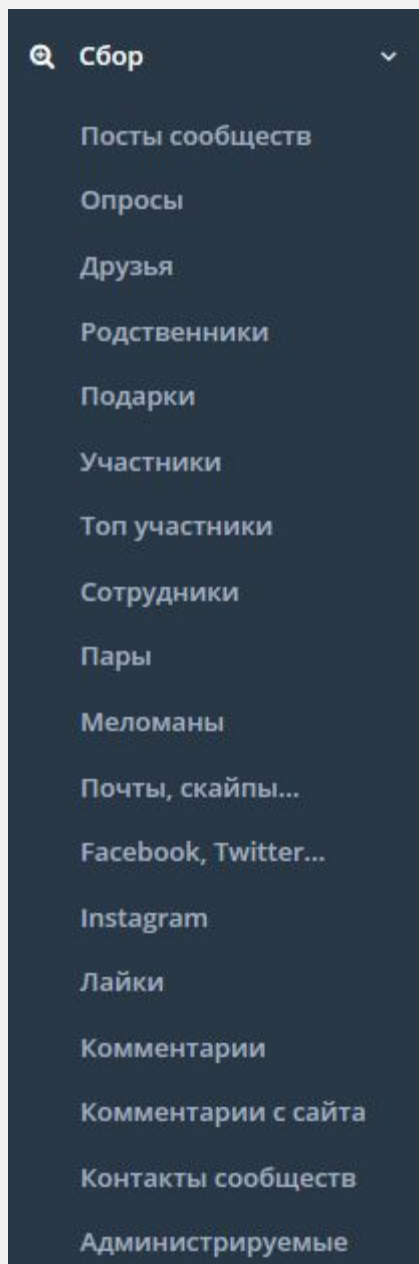 Сбор
Посты сообществ
Опросы
Друзья
Родственники
Подарки
Участники
Топ участники
Сотрудники
Пары
Меломаны
Почты, скайпы...
Facebook, Twitter...
Instagram
Лайки
Комментарии
Комментарии с сайта
Контакты сообществ
Администрируемые